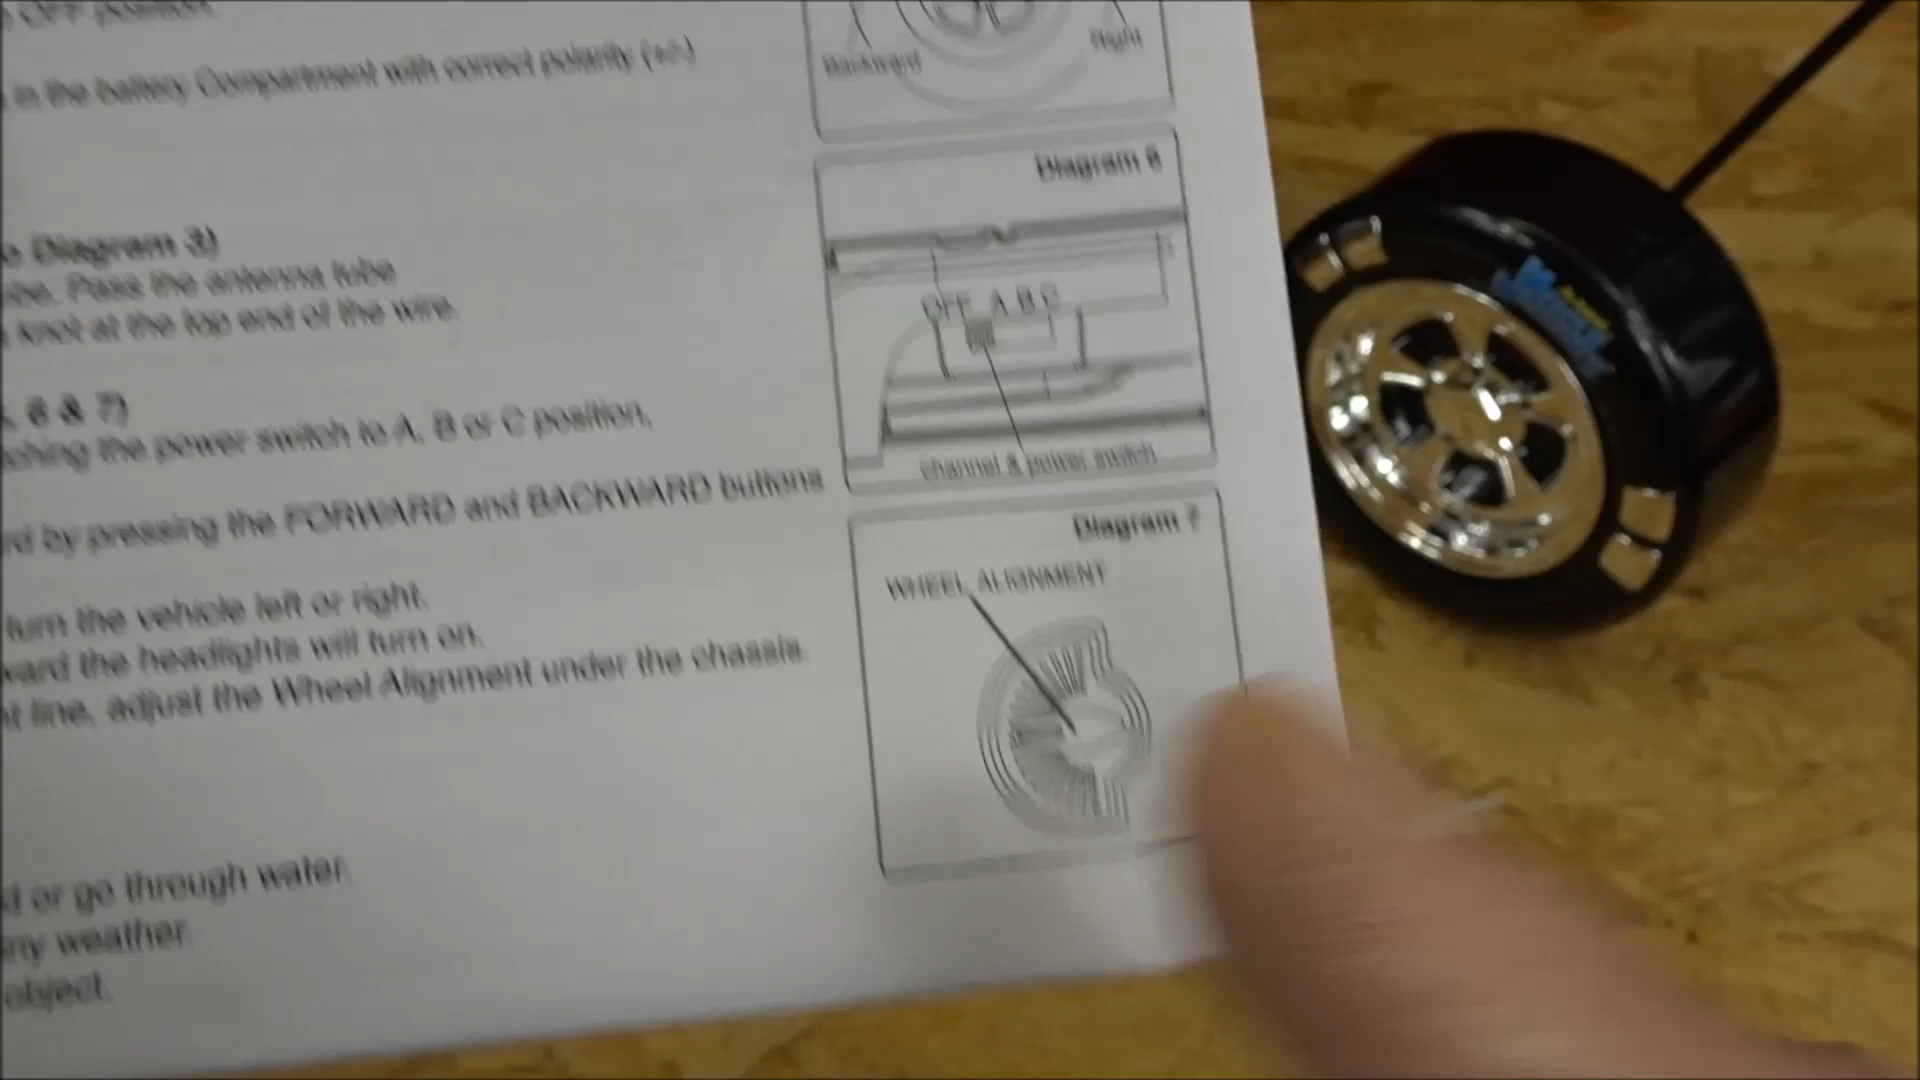 OFF position.
in the battery Compartment with correct polarity (+/-)
Diagram 3)
Pass the antenna tube
knot at the top end of the wire.
6 & 7)
the power switch to A, B or C position,
by pressing the FORWARD and BACKWARD buttons
turn the vehicle left or right.
the headlights will turn on.
line, adjust the Wheel Alignment under the chassis.
or go through water.
weather.
object.
Backward
Right
Diagram 6
OFF A B C
channel & power switch
Diagram 7
WHEEL ALIGNMENT